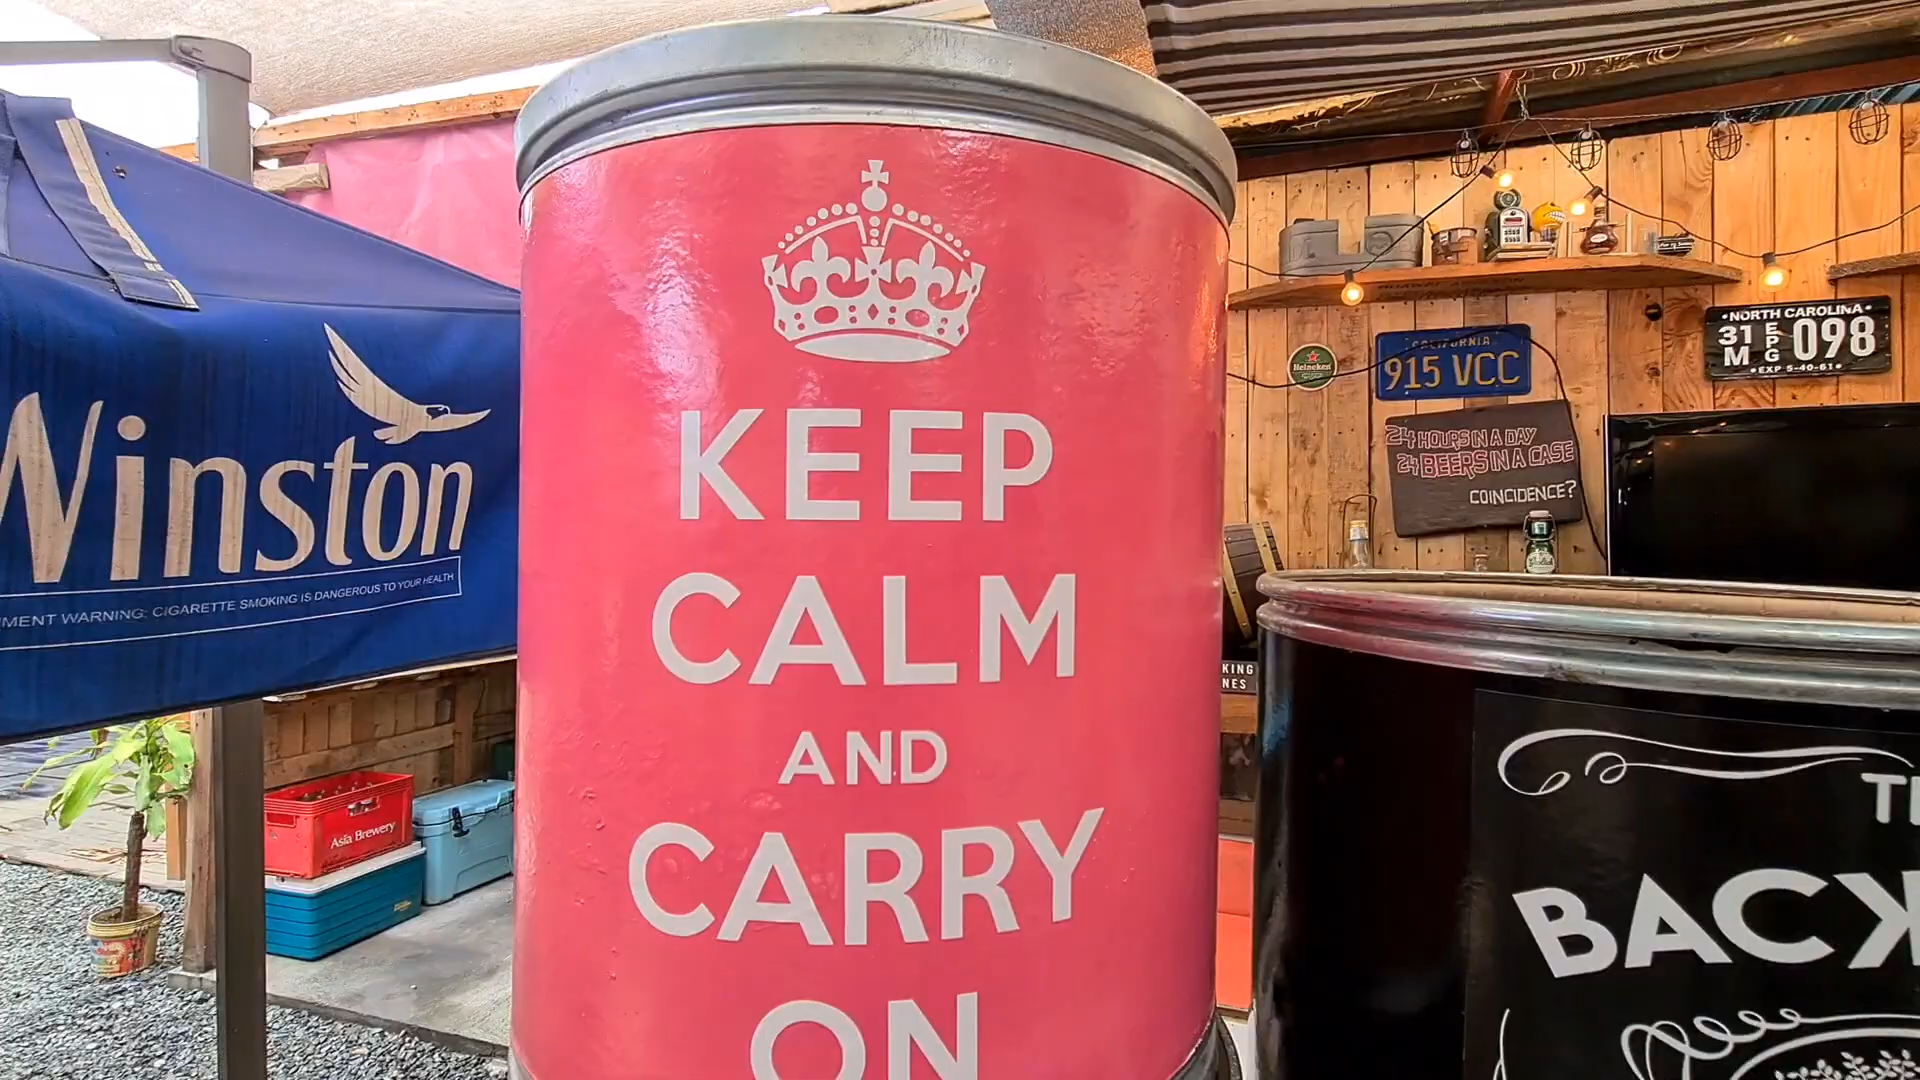 Winston
MENT WARNING: CIGARETTE SMOKING IS DANGEROUS TO YOUR HEALTH
Asia Brewery
KEEP
CALM
AND
CARRY
ON
Heineken
CALIFORNIA
915 VCC
NORTH CAROLINA
31 M EPG 098
EXP 5-40-61
24 HOURS IN A DAY
24 BEERS IN A CASE
COINCIDENCE?
KING
NES
BACK